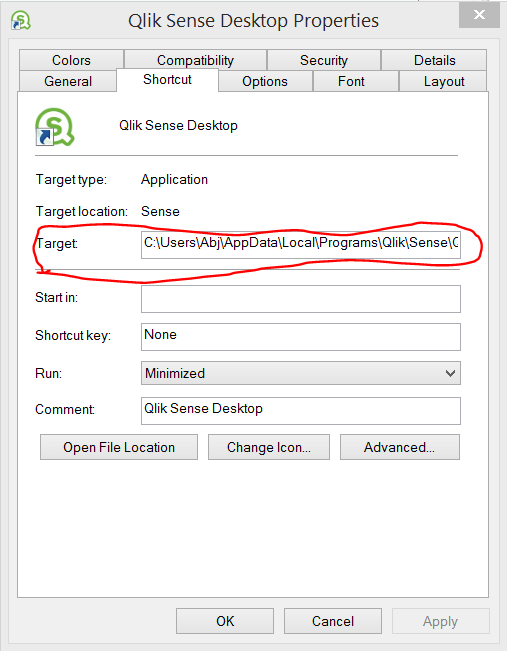 Qlik Sense Desktop Properties
Colors Compatibility Security Details
General Shortcut Options Font Layout
Qlik Sense Desktop
Target type: Application
Target location: Sense
Target: C:\Users\Abj\AppData\Local\Programs\Qlik\Sense\
Start in:
Shortcut key: None
Run: Minimized
Comment: Qlik Sense Desktop
Open File Location Change Icon... Advanced...
OK Cancel Apply